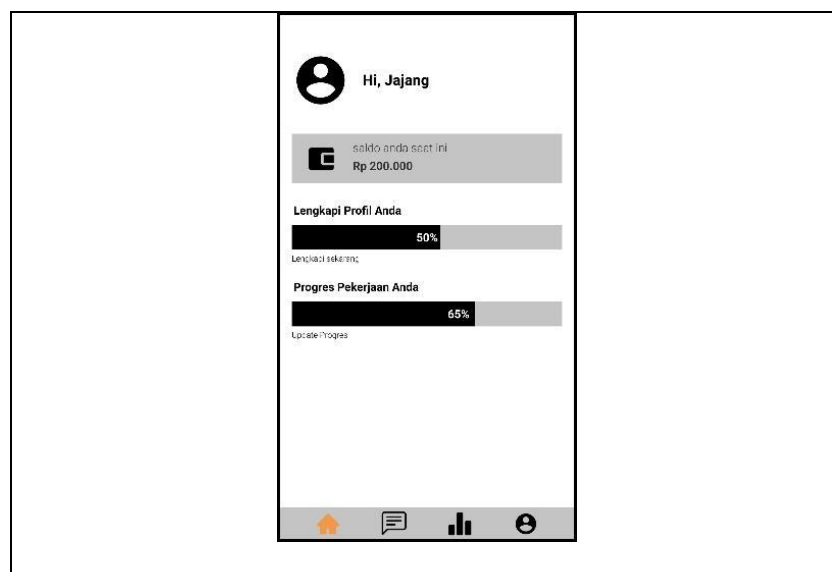 Hi, Jajang
saldo anda saat ini
Rp 200.000
Lengkapi Profil Anda
50%
Lengkapi sekarang
Progres Pekerjaan Anda
65%
Update Progres